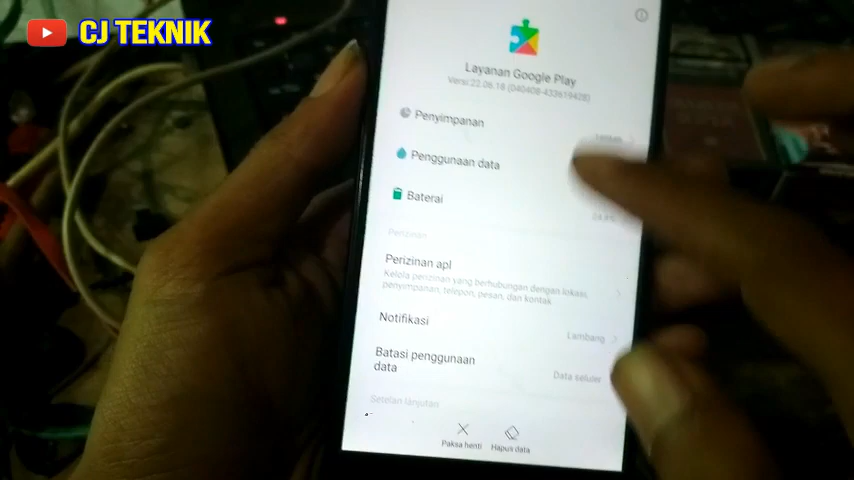 CJ TEKNIK
Layanan Google Play
Versi 22.06.18 (040408-433619428)
Penyimpanan
Penggunaan data
Baterai
Perizinan
Perizinan apl
Kelola perizinan yang berhubungan dengan lokasi,
penyimpanan, telepon, pesan, dan kontak
Notifikasi
Lambang
Batasi penggunaan
data
Data seluler
Setelan lanjutan
Paksa henti
Hapus data